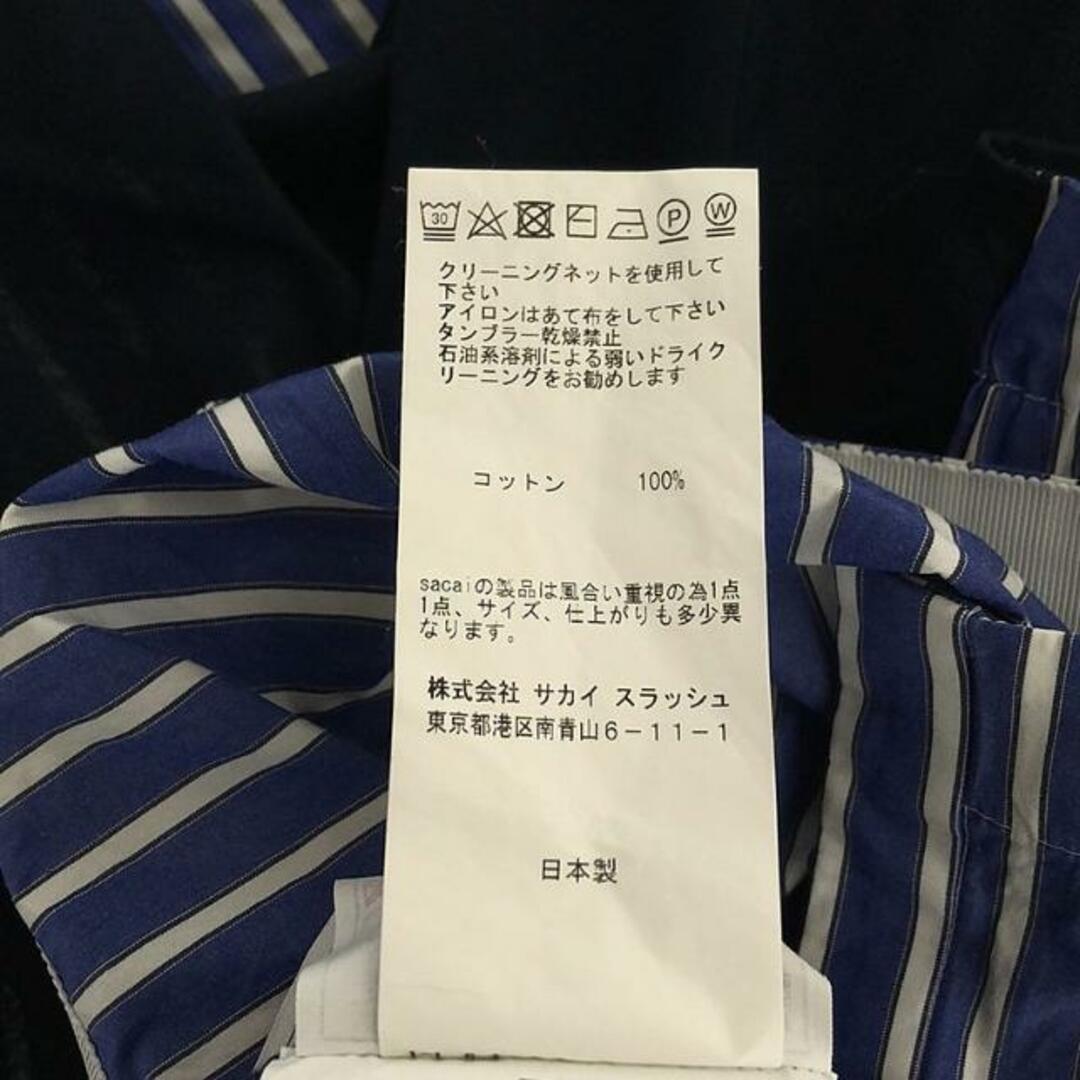 30 P W
クリーニングネットを使用して
下さい
アイロンはあて布をして下さい
タンブラー乾燥禁止
石油系溶剤による弱いドライク
リーニングをお勧めします
コットン 100%
sacaiの製品は風合い重視の為1点
1点、サイズ、仕上がりも多少異
なります。
株式会社 サカイ スラッシュ
東京都港区南青山6-11-1
日本製